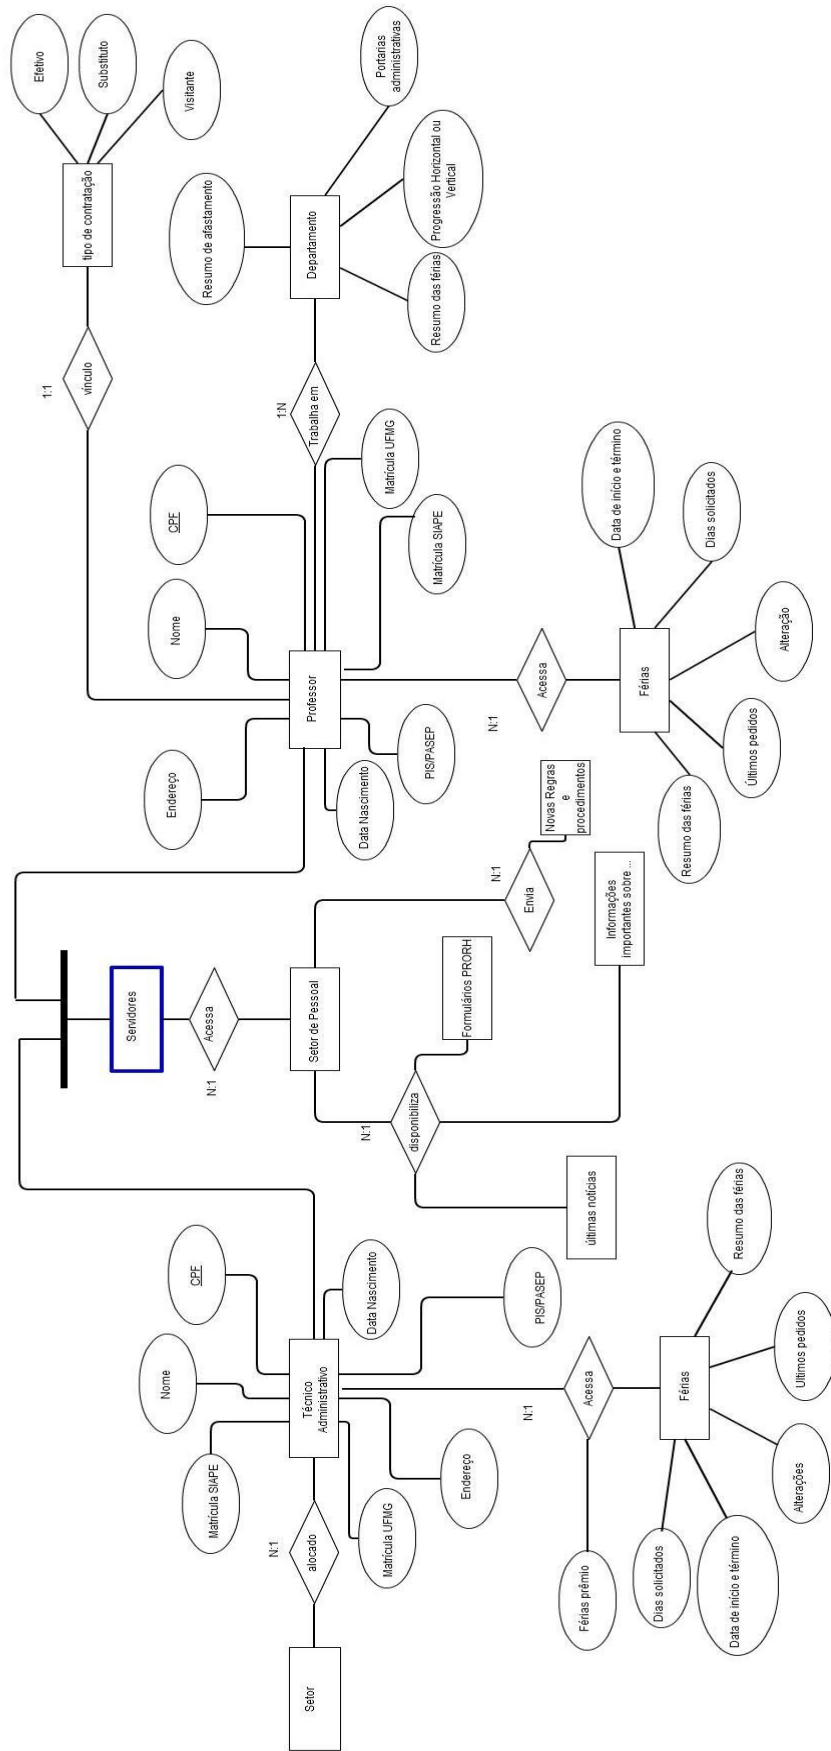 Efetivo
1:1
vínculo
tipo de contratação
Substituto
Servidores
Nome
Endereço
Nome
CPF
Visitante
CPF
Matrícula SIAPE
N:1
Acessa
Resumo de afastamento
N:1
alocado
1:N
Trabalha em
Setor
Técnico
Administrativo
Setor de Pessoal
Professor
Departamento
Data Nascimento
Data Nascimento
Matrícula UFMG
N:1
disponibiliza
Matrícula UFMG
Portarias
administrativas
PIS/PASEP
Matrícula SIAPE
Resumo das férias
Progressão Horizontal ou
Vertical
Endereço
Formulários PRORH
N:1
Envia
N:1
Acessa
PIS/PASEP
N:1
Acessa
Novas Regras
e
procedimentos
Férias prêmio
últimas notícias
Informações
importantes sobre ...
Data de início e término
Férias
Dias solicitados
Férias
Resumo das férias
Dias solicitados
Data de início e término
Resumo das férias
Últimos pedidos
Alteração
Alterações
Últimos pedidos